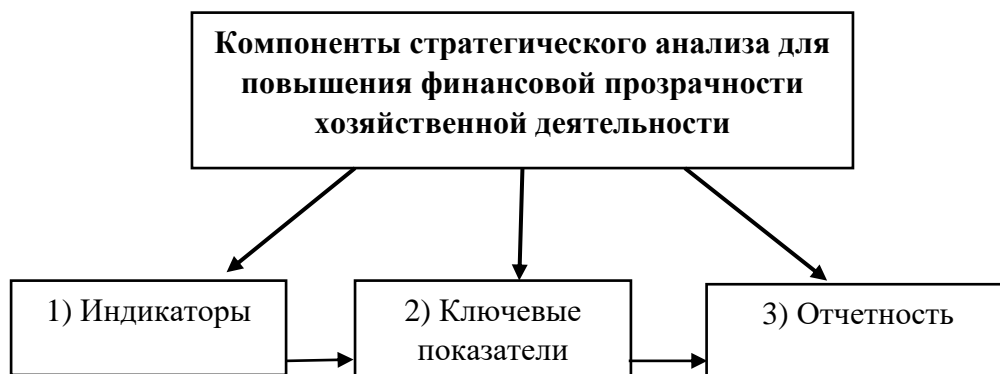 Компоненты стратегического анализа для
повышения финансовой прозрачности
хозяйственной деятельности
1) Индикаторы
2) Ключевые
показатели
3) Отчетность